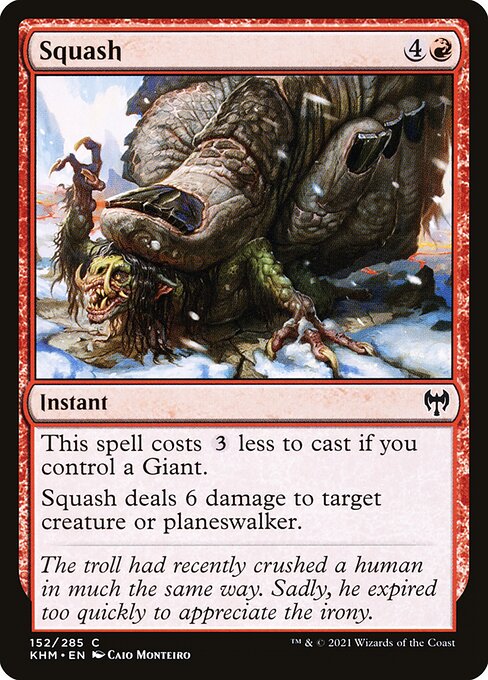 Squash 4
Instant
This spell costs 3 less to cast if you
control a Giant.
Squash deals 6 damage to target
creature or planeswalker.
The troll had recently crushed a human
in much the same way. Sadly, he expired
too quickly to appreciate the irony.
152/285 C
KHM • EN Caio Monteiro
™ & © 2021 Wizards of the Coast